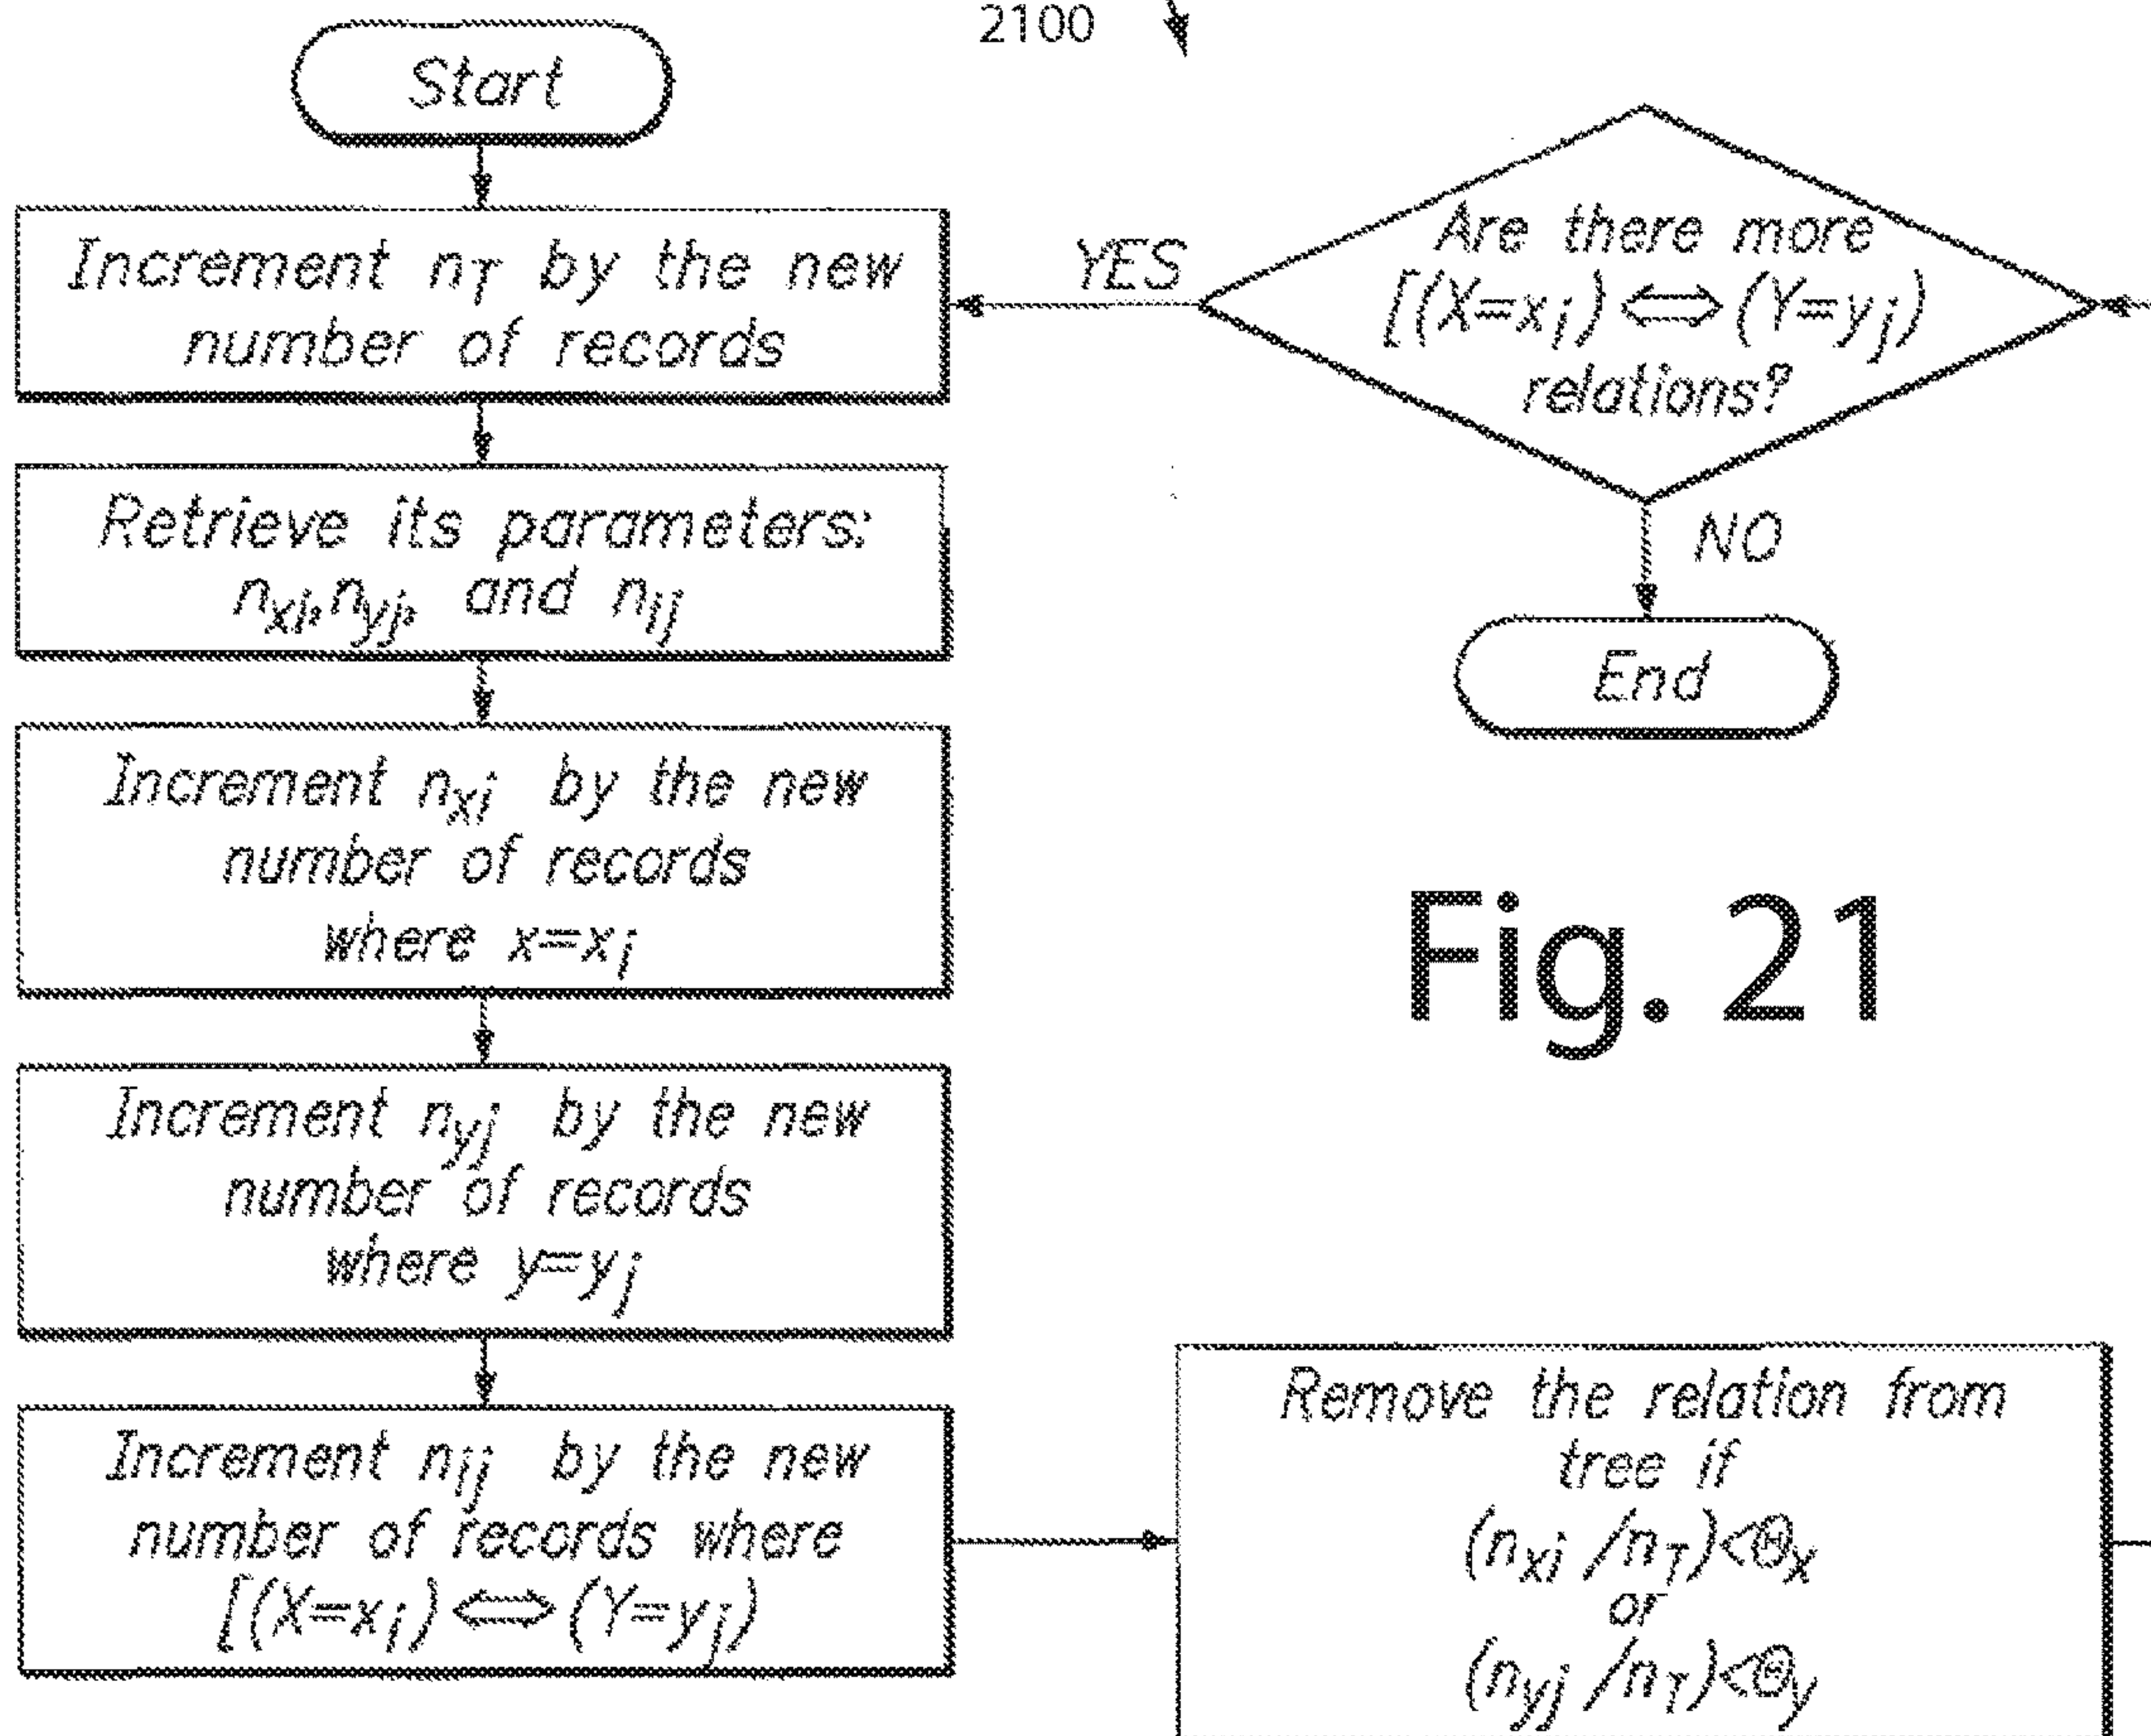 2100
Start
Increment n_T by the new
number of records
Retrieve its parameters:
n_xi, n_yj, and n_ij
Increment n_xi by the new
number of records
where x=x_i
Increment n_yj by the new
number of records
where y=y_j
Increment n_ij by the new
number of records where
[(X=x_i)⇔(Y=y_j)
Remove the relation from
tree if
(n_xi /n_T)<Θ_x
or
(n_yj /n_T)<Θ_y
Are there more
[(X=x_i)⇔(Y=y_j)
relations?
YES
NO
End
Fig. 21